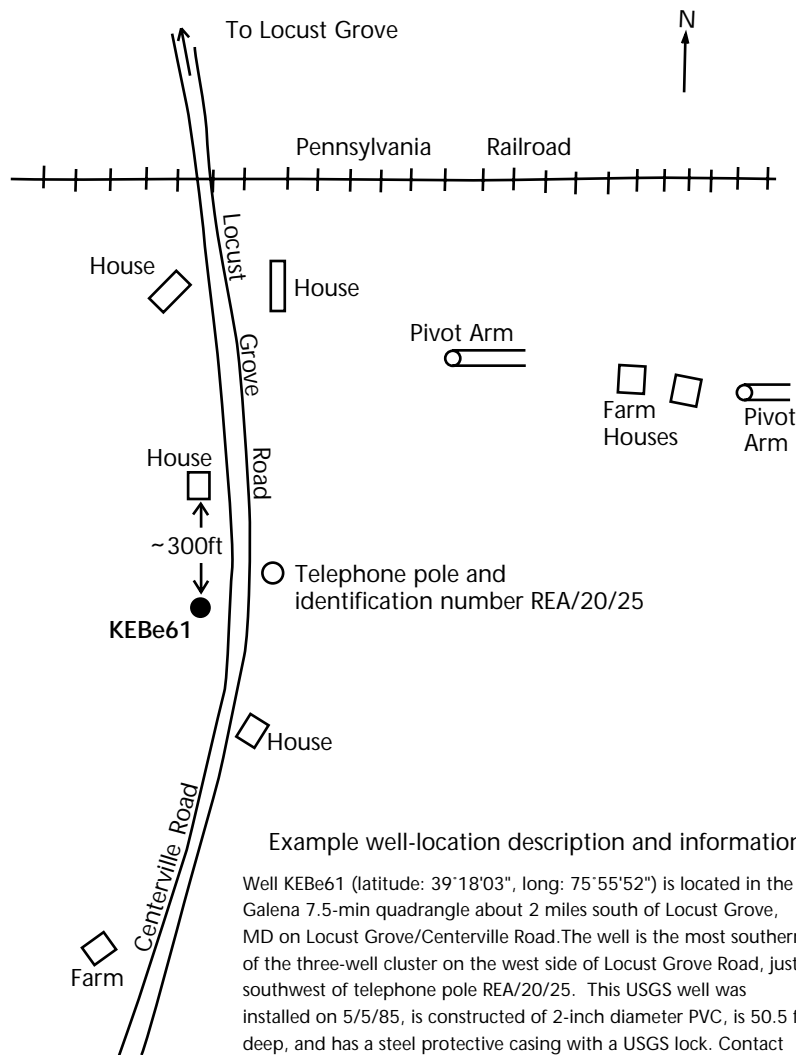 To Locust Grove
N
Pennsylvania Railroad
Locust Grove Road
House
House
Pivot Arm
Farm
Houses
Pivot
Arm
House
~300ft
Telephone pole and
identification number REA/20/25
KEBe61
House
Centerville Road
Farm
Example well-location description and information
Well KEBe61 (latitude: 39°18'03", long: 75°55'52") is located in the
Galena 7.5-min quadrangle about 2 miles south of Locust Grove,
MD on Locust Grove/Centerville Road.The well is the most southern
of the three-well cluster on the west side of Locust Grove Road, just
southwest of telephone pole REA/20/25. This USGS well was
installed on 5/5/85, is constructed of 2-inch diameter PVC, is 50.5 f
deep, and has a steel protective casing with a USGS lock. Contact